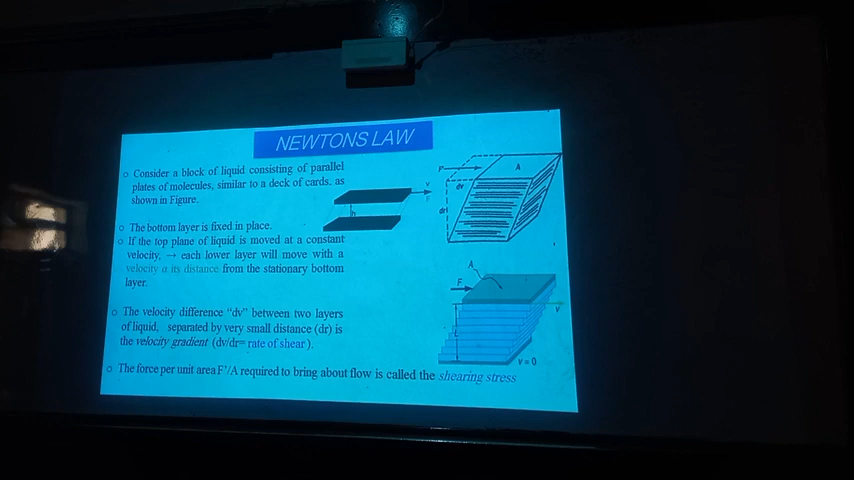 NEWTONS LAW
o Consider a block of liquid consisting of parallel
plates of molecules, similar to a deck of cards, as
shown in Figure.
o The bottom layer is fixed in place.
o If the top plane of liquid is moved at a constant
velocity, → each lower layer will move with a
velocity α its distance from the stationary bottom
layer.
o The velocity difference "dv" between two layers
of liquid, separated by very small distance (dr) is
the velocity gradient (dv/dr= rate of shear).
o The force per unit area F'/A required to bring about flow is called the shearing stress
v
F
h
A
dv
dr
A
F
v
v = 0